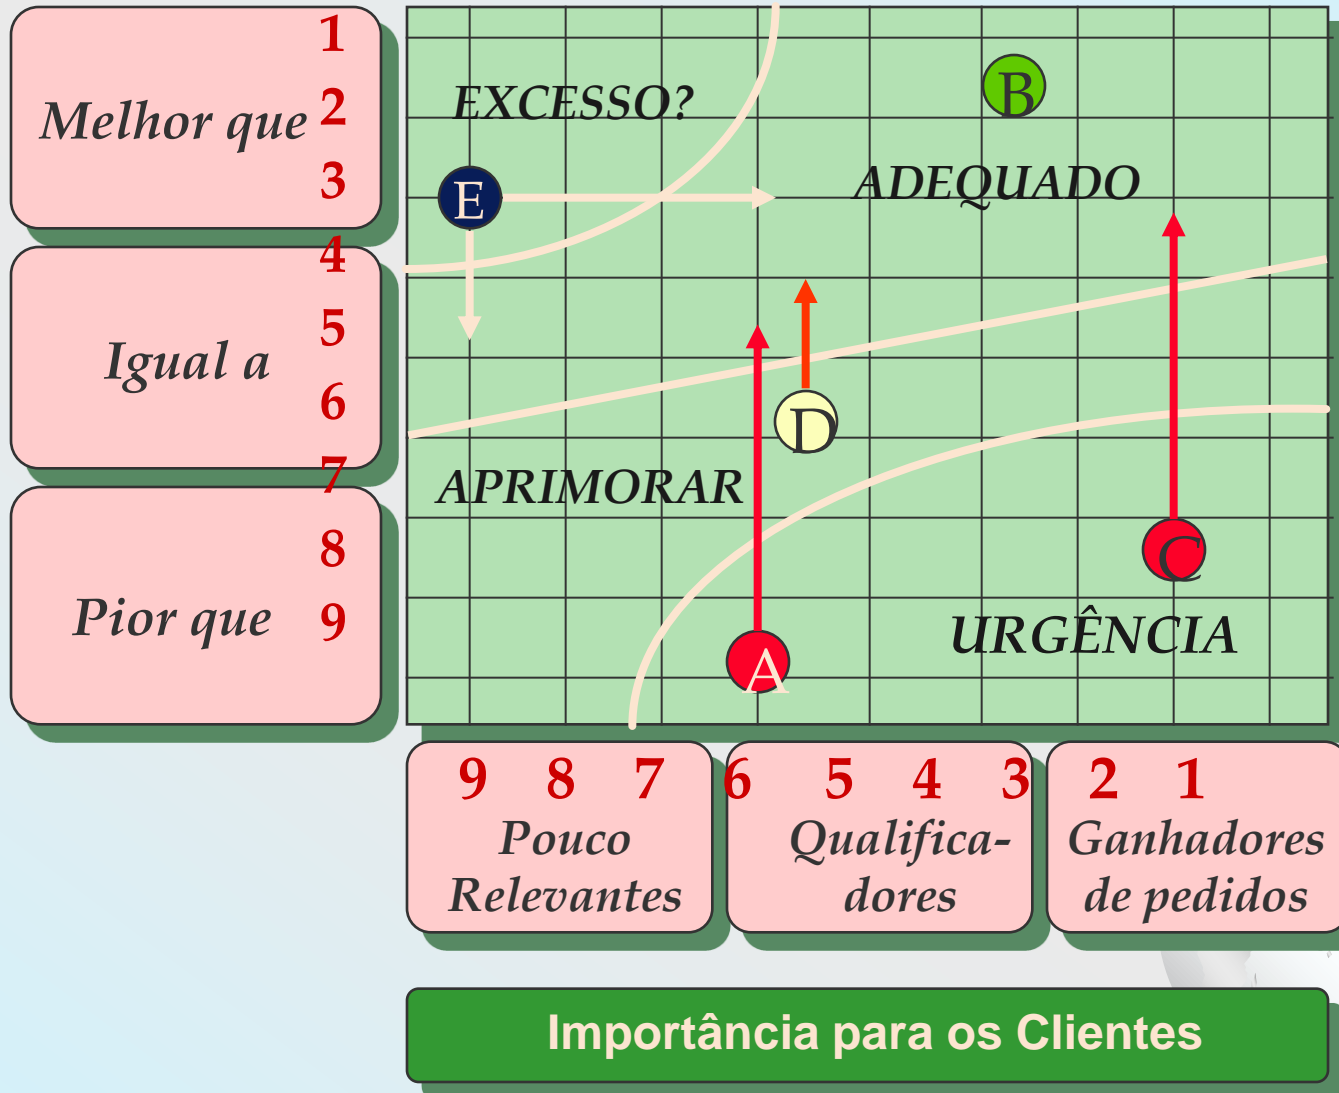 1
Melhor que 2
3
4
Igual a 5
6
7
8
Pior que 9
EXCESSO?
B
ADEQUADO
E
D
APRIMORAR
C
URGÊNCIA
A
9 8 7 6 5 4 3 2 1
Pouco
Relevantes
Qualifica-
dores
Ganhadores
de pedidos
Importância para os Clientes